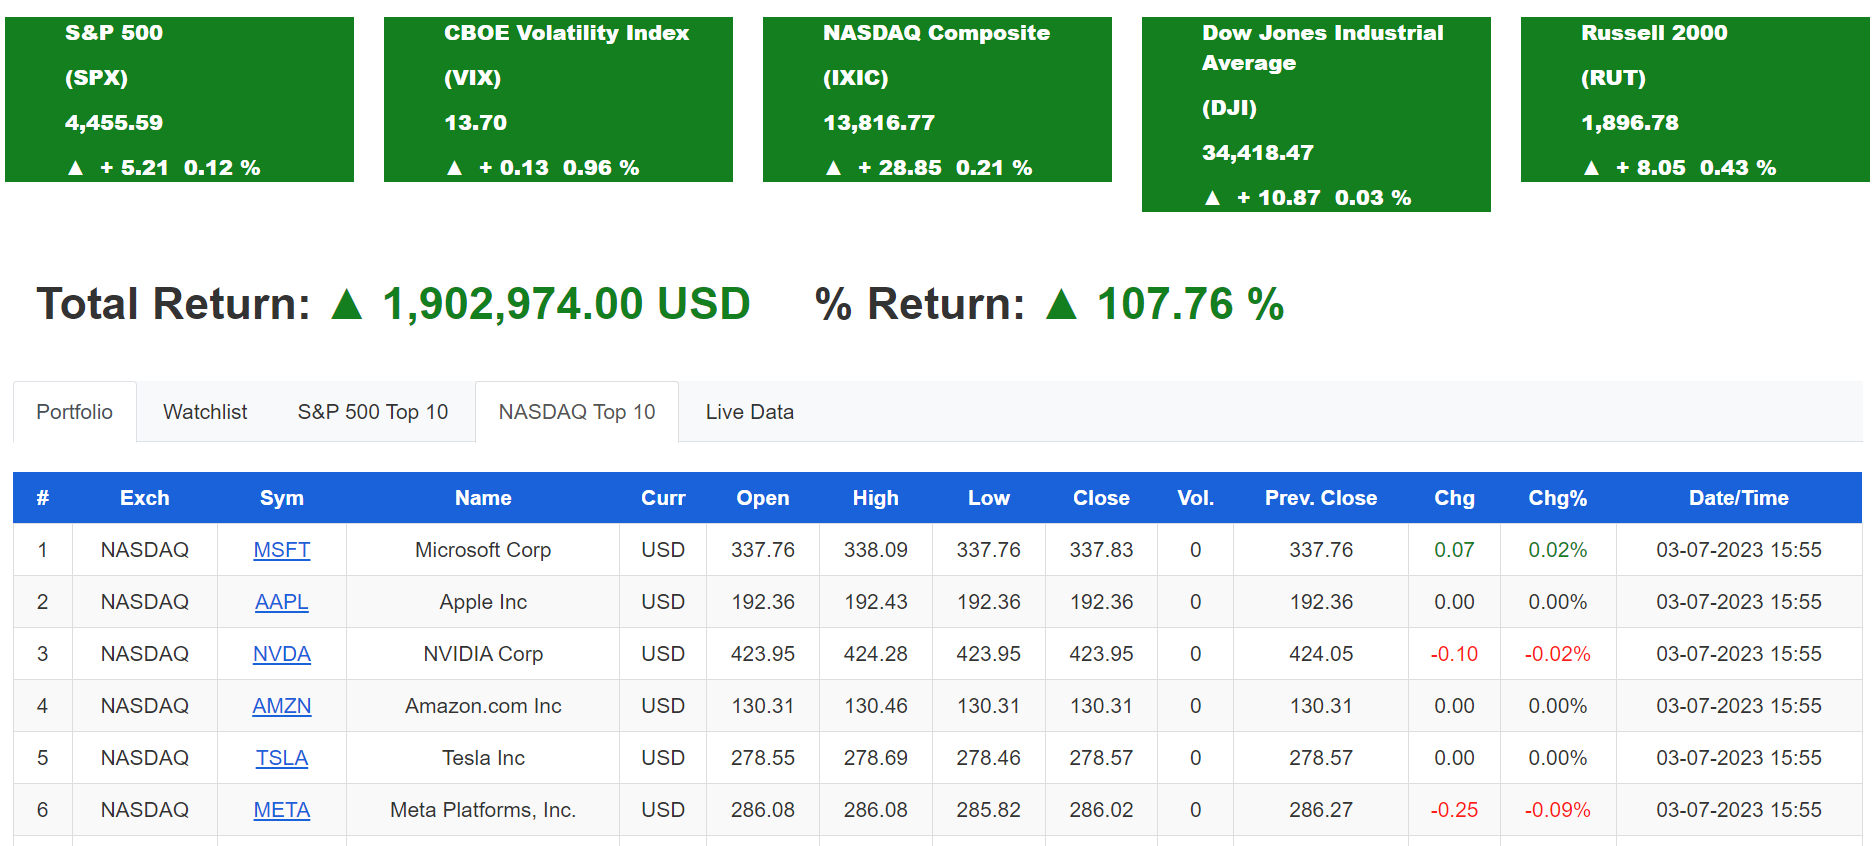 S&P 500
(SPX)
4,455.59
▲ + 5.21 0.12 %
CBOE Volatility Index
(VIX)
13.70
▲ + 0.13 0.96 %
NASDAQ Composite
(IXIC)
13,816.77
▲ + 28.85 0.21 %
Dow Jones Industrial
Average
(DJI)
34,418.47
▲ + 10.87 0.03 %
Russell 2000
(RUT)
1,896.78
▲ + 8.05 0.43 %
Total Return: ▲ 1,902,974.00 USD % Return: ▲ 107.76 %
Portfolio Watchlist S&P 500 Top 10 NASDAQ Top 10 Live Data
# Exch Sym Name Curr Open High Low Close Vol. Prev. Close Chg Chg% Date/Time
1 NASDAQ MSFT Microsoft Corp USD 337.76 338.09 337.76 337.83 0 337.76 0.07 0.02% 03-07-2023 15:55
2 NASDAQ AAPL Apple Inc USD 192.36 192.43 192.36 192.36 0 192.36 0.00 0.00% 03-07-2023 15:55
3 NASDAQ NVDA NVIDIA Corp USD 423.95 424.28 423.95 423.95 0 424.05 -0.10 -0.02% 03-07-2023 15:55
4 NASDAQ AMZN Amazon.com Inc USD 130.31 130.46 130.31 130.31 0 130.31 0.00 0.00% 03-07-2023 15:55
5 NASDAQ TSLA Tesla Inc USD 278.55 278.69 278.46 278.57 0 278.57 0.00 0.00% 03-07-2023 15:55
6 NASDAQ META Meta Platforms, Inc. USD 286.08 286.08 285.82 286.02 0 286.27 -0.25 -0.09% 03-07-2023 15:55